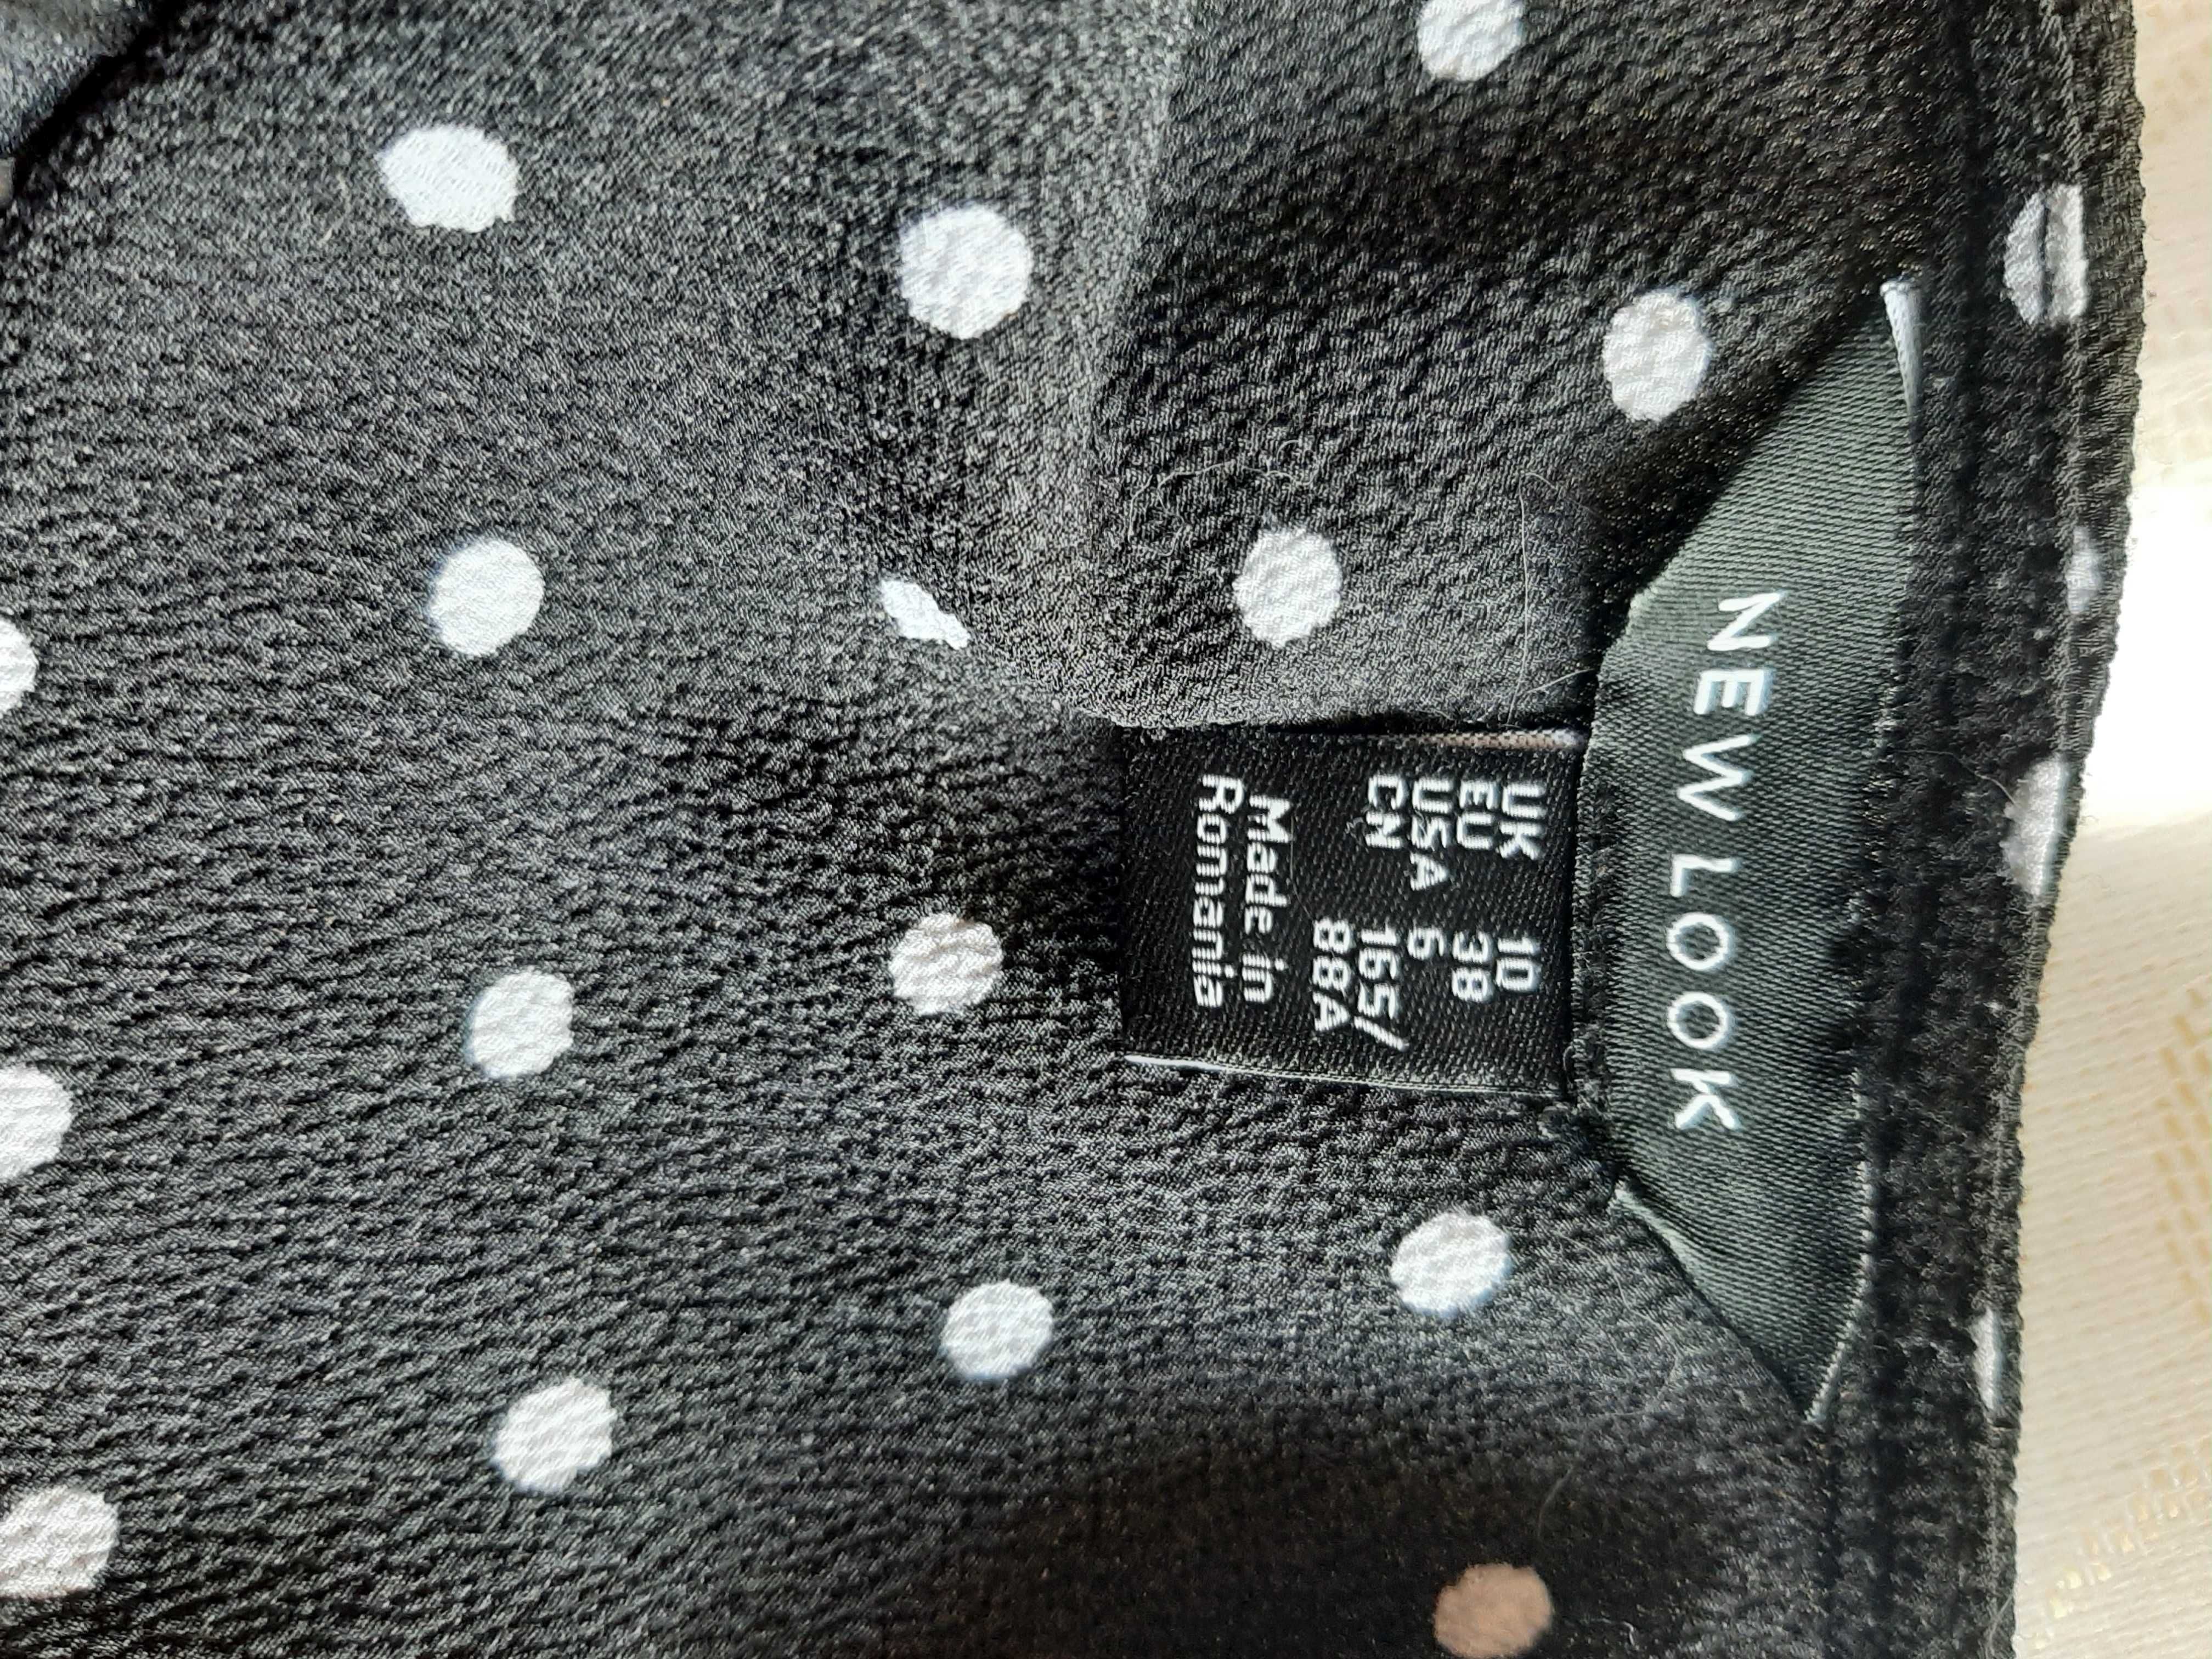 NEW LOOK
UK 10
EU 38
USA 6
CN 165/
88A
Made in
Romania